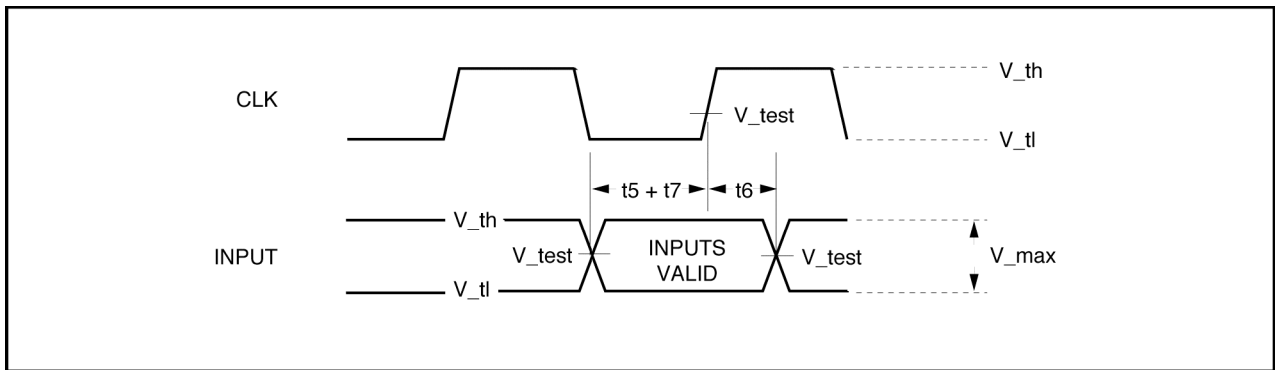 V_th
CLK
V_test
V_tl
t5 + t7 t6
V_th
INPUT V_test INPUTS VALID V_test V_max
V_tl